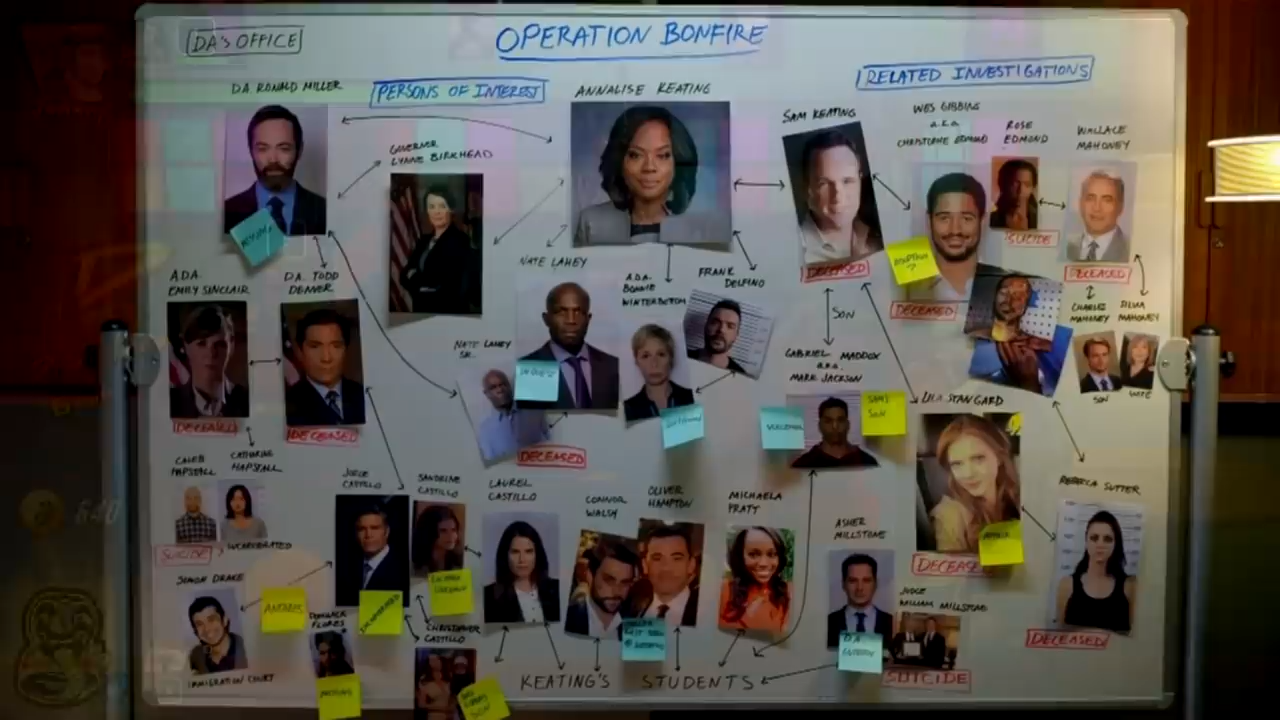 DA's OFFICE
OPERATION BONFIRE
RELATED INVESTIGATIONS
PERSONS OF INTEREST
DA RONALD MILLER
ANNALISE KEATING
SAM KEATING
WES GIBBINS
a.k.a.
CHRISTOPHE EDMOND
ROSE
EDMOND
WALLACE
MAHONEY
GOVERNOR
LYNNE BIRKHEAD
SUICIDE
DECEASED
DECEASED
DECEASED
NATE LAHEY
A.D.A.
BONNIE
WINTERBOTTOM
FRANK
DELFINO
A.D.A.
EMILY SINCLAIR
D.A. TODD
DENVER
CHARLES
MAHONEY
SYLVIA
MAHONEY
SON
WIFE
SON
NATE LAHEY
SR.
GABRIEL MADDOX
a.k.a.
MARK JACKSON
SAM'S
SON
VOICEMAIL
LILA STANGARD
DECEASED
DECEASED
DECEASED
CALEB
HAPSTALL
CATHERINE
HAPSTALL
SUICIDE
INCARCERATED
JORGE
CASTILLO
SANDRINE
CASTILLO
LAUREL
CASTILLO
CONNOR
WALSH
OLIVER
HAMPTON
MICHAELA
PRATT
ASHER
MILLSTONE
REBECCA SUTTER
DECEASED
DECEASED
SIMON DRAKE
IMMIGRATION COURT
DOMINICK
FLORES
CHRISTOPHER
CASTILLO
JUDGE
WILLIAM MILLSTONE
SUICIDE
KEATING'S STUDENTS